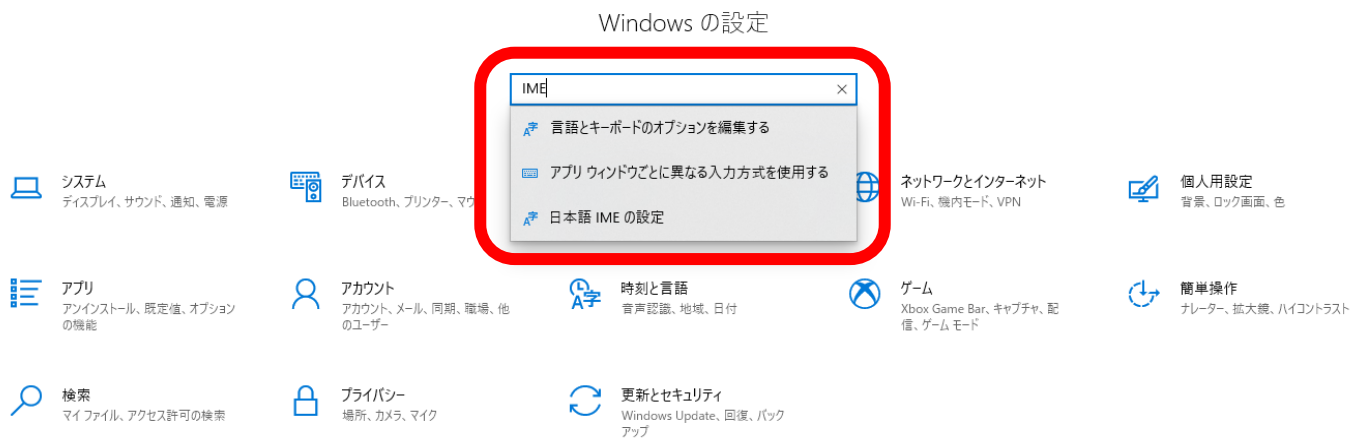 Windows の設定
IME
言語とキーボードのオプションを編集する
アプリ ウィンドウごとに異なる入力方式を使用する
日本語 IME の設定
システム
ディスプレイ、サウンド、通知、電源
デバイス
Bluetooth、プリンター、マウ
ネットワークとインターネット
Wi-Fi、機内モード、VPN
個人用設定
背景、ロック画面、色
アプリ
アンインストール、既定値、オプション
の機能
アカウント
アカウント、メール、同期、職場、他
のユーザー
時刻と言語
音声認識、地域、日付
ゲーム
Xbox Game Bar、キャプチャ、配
信、ゲーム モード
簡単操作
ナレーター、拡大鏡、ハイコントラスト
検索
マイ ファイル、アクセス許可の検索
プライバシー
場所、カメラ、マイク
更新とセキュリティ
Windows Update、回復、バック
アップ